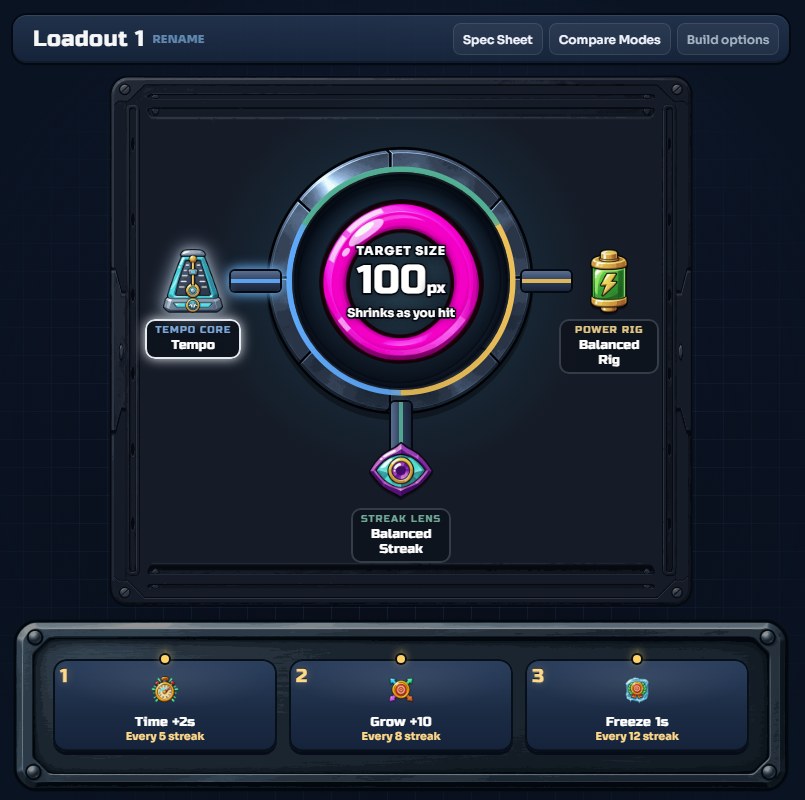 Loadout 1 RENAME
Spec Sheet
Compare Modes
Build options
TARGET SIZE
100px
Shrinks as you hit
TEMPO CORE
Tempo
POWER RIG
Balanced
Rig
STREAK LENS
Balanced
Streak
1
Time +2s
Every 5 streak
2
Grow +10
Every 8 streak
3
Freeze 1s
Every 12 streak